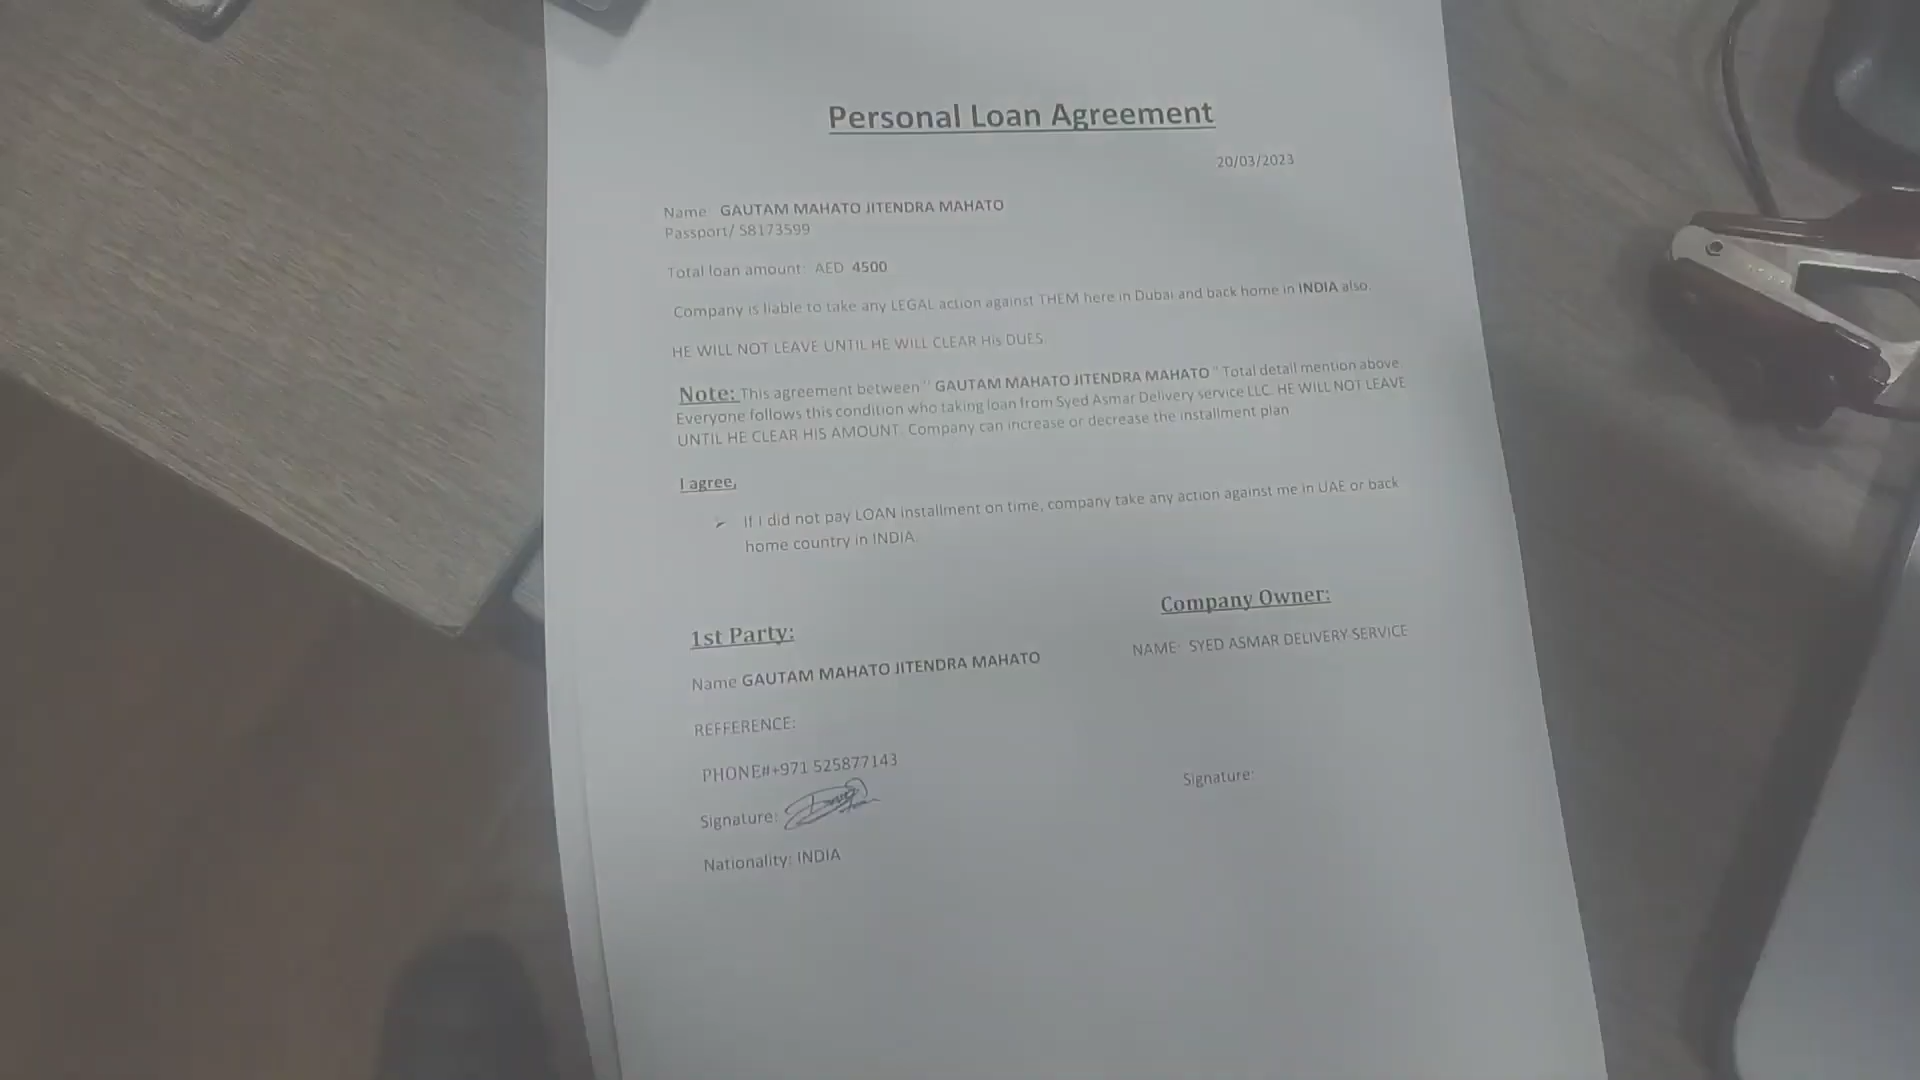 Personal Loan Agreement
20/03/2023
Name: GAUTAM MAHATO JITENDRA MAHATO
Passport/ S8173599
Total loan amount: AED 4500
Company is liable to take any LEGAL action against THEM here in Dubai and back home in INDIA also.
HE WILL NOT LEAVE UNTIL HE WILL CLEAR His DUES.
Note: This agreement between " GAUTAM MAHATO JITENDRA MAHATO " Total detail mention above.
Everyone follows this condition who taking loan from Syed Asmar Delivery service LLC. HE WILL NOT LEAVE
UNTIL HE CLEAR HIS AMOUNT. Company can increase or decrease the installment plan
I agree,
➢ If I did not pay LOAN installment on time, company take any action against me in UAE or back
home country in INDIA.
Company Owner:
1st Party:
NAME: SYED ASMAR DELIVERY SERVICE
Name GAUTAM MAHATO JITENDRA MAHATO
REFFERENCE:
PHONE#+971 525877143
Signature:
Signature:
Nationality: INDIA